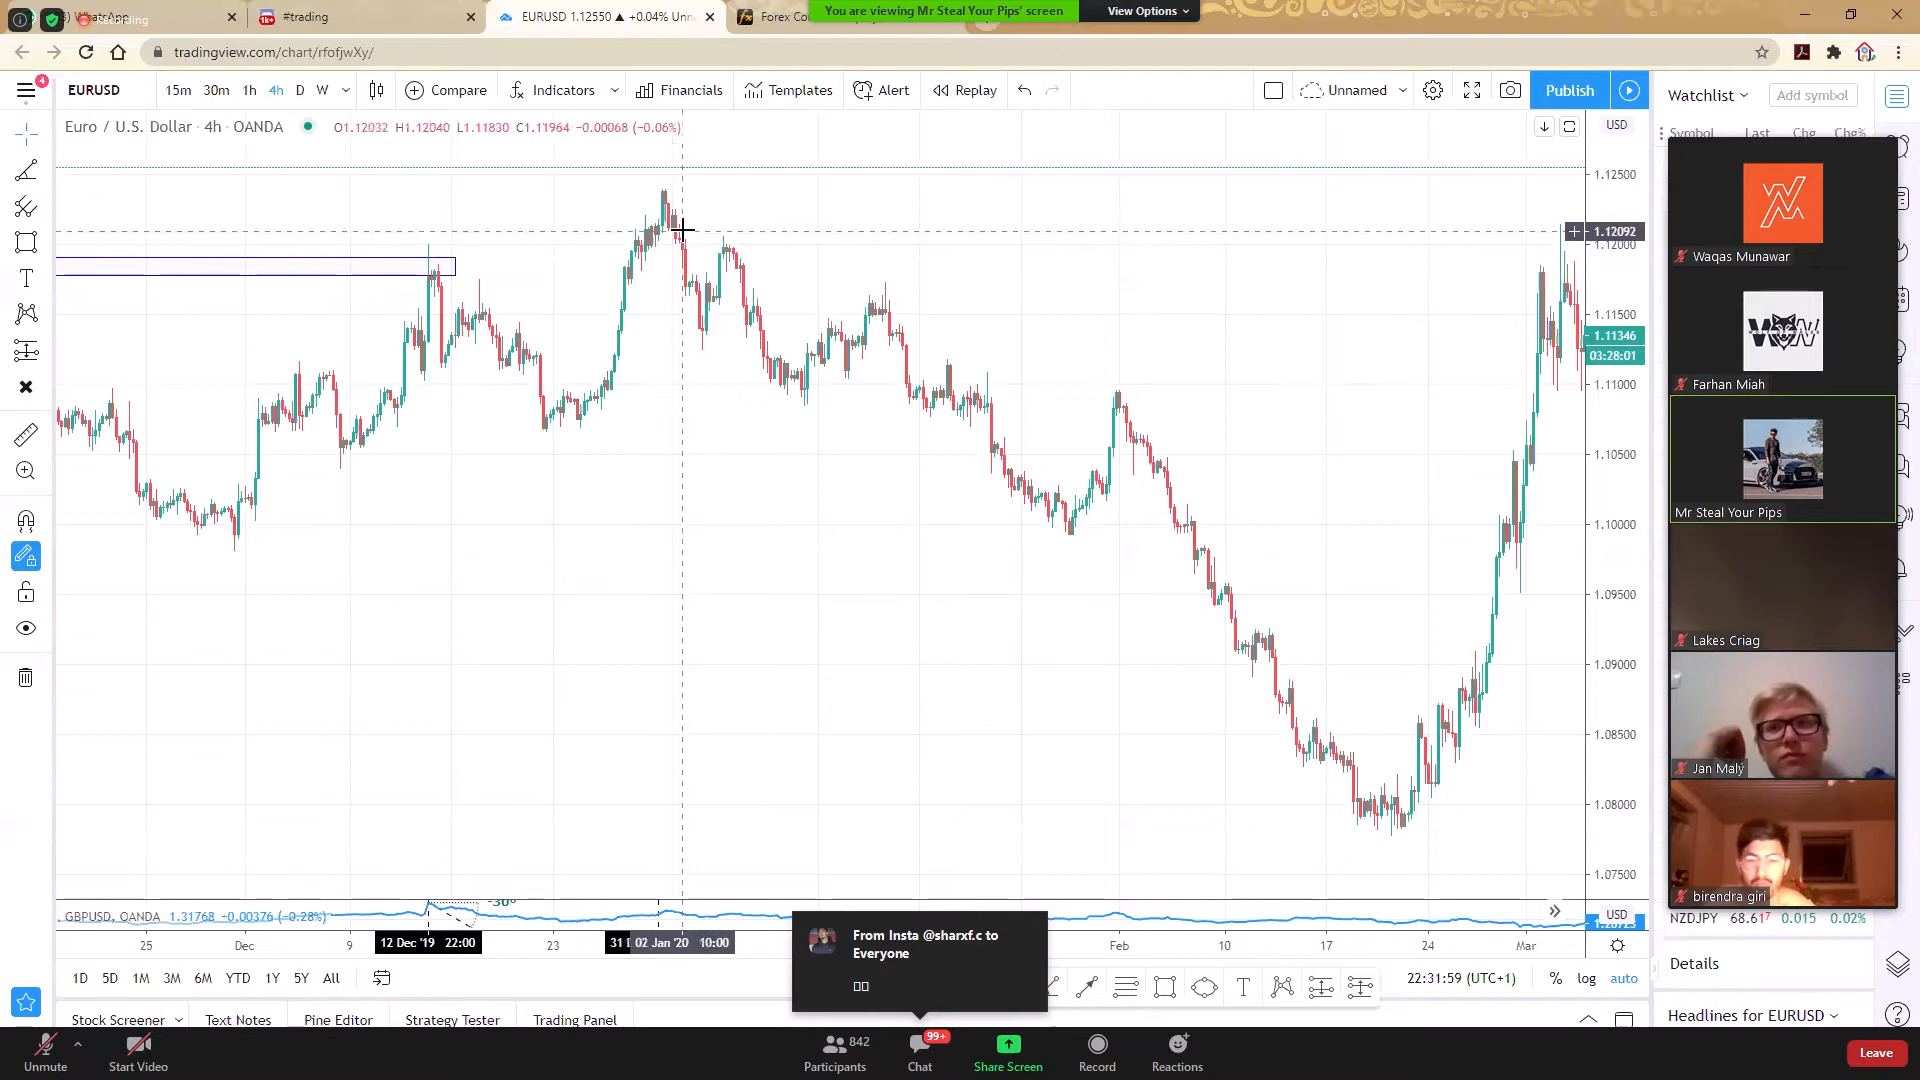 WhatsApp
Recording
#trading
EURUSD 1.12550 ▲ +0.04% Unn
Forex Co
You are viewing Mr Steal Your Pips' screen
View Options
tradingview.com/chart/rfofjwXy/
4
EURUSD
15m 30m 1h 4h D W
Compare
Indicators
Financials
Templates
Alert
Replay
Unnamed
Publish
Watchlist
Add symbol
Symbol Last Chg Chg%
Euro / U.S. Dollar · 4h · OANDA
O1.12032 H1.12040 L1.11830 C1.11964 −0.00068 (−0.06%)
USD
1.12500
1.12092
1.12000
1.11500
1.11346
03:28:01
1.11000
1.10500
1.10000
1.09500
1.09000
1.08500
1.08000
1.07500
Waqas Munawar
WW
Farhan Miah
Mr Steal Your Pips
Lakes Criag
Jan Malý
birendra giri
NZDJPY 68.617 0.015 0.02%
-30°
GBPUSD, OANDA 1.31768 −0.00376 (−0.28%)
USD
25 Dec 9 12 Dec '19 22:00 23 31 D 02 Jan '20 10:00 Feb 10 17 24 Mar
From Insta @sharxf.c to
Everyone
1D 5D 1M 3M 6M YTD 1Y 5Y All
22:31:59 (UTC+1) % log auto
Details
Stock Screener Text Notes Pine Editor Strategy Tester Trading Panel
Headlines for EURUSD
Unmute
Start Video
842
Participants
99+
Chat
Share Screen
Record
Reactions
Leave